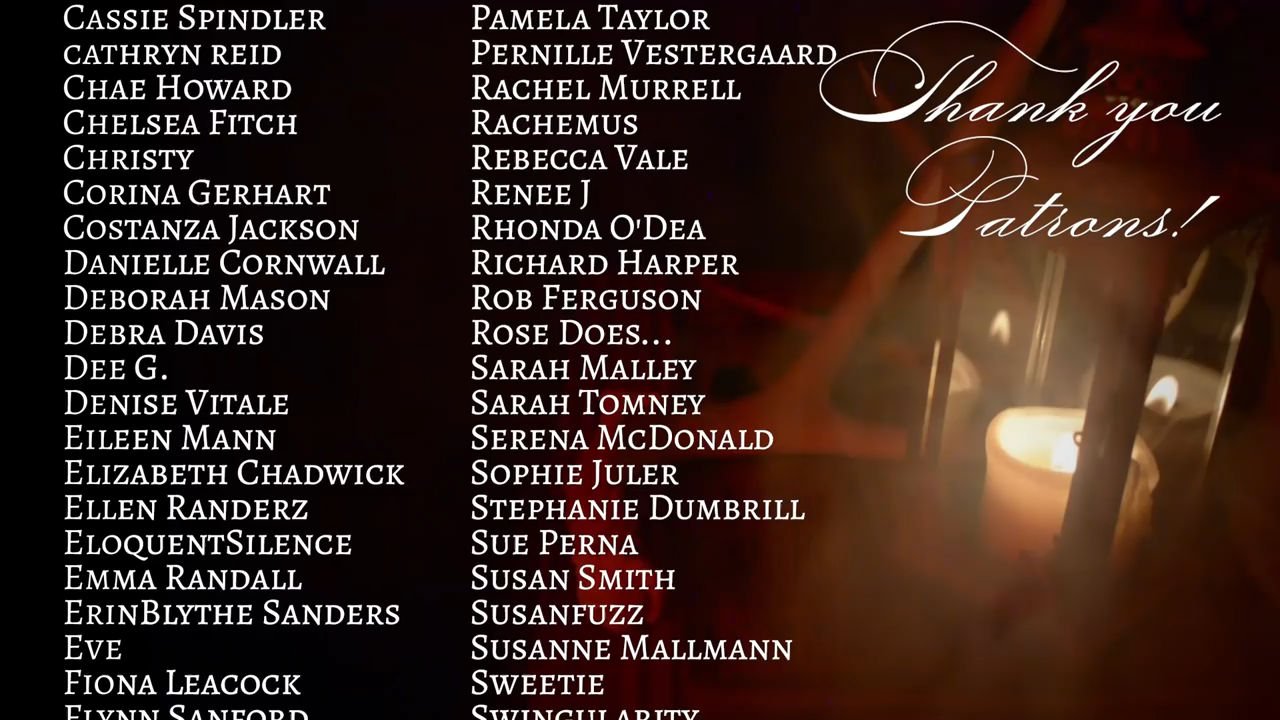 Cassie Spindler
cathryn reid
Chae Howard
Chelsea Fitch
Christy
Corina Gerhart
Costanza Jackson
Danielle Cornwall
Deborah Mason
Debra Davis
Dee G.
Denise Vitale
Eileen Mann
Elizabeth Chadwick
Ellen Randerz
EloquentSilence
Emma Randall
ErinBlythe Sanders
Eve
Fiona Leacock
Flynn Sanford
Pamela Taylor
Pernille Vestergaard
Rachel Murrell
Rachemus
Rebecca Vale
Renee J
Rhonda O'Dea
Richard Harper
Rob Ferguson
Rose Does...
Sarah Malley
Sarah Tomney
Serena McDonald
Sophie Juler
Stephanie Dumbrill
Sue Perna
Susan Smith
Susanfuzz
Susanne Mallmann
Sweetie
Swingularity
Thank you
Patrons!